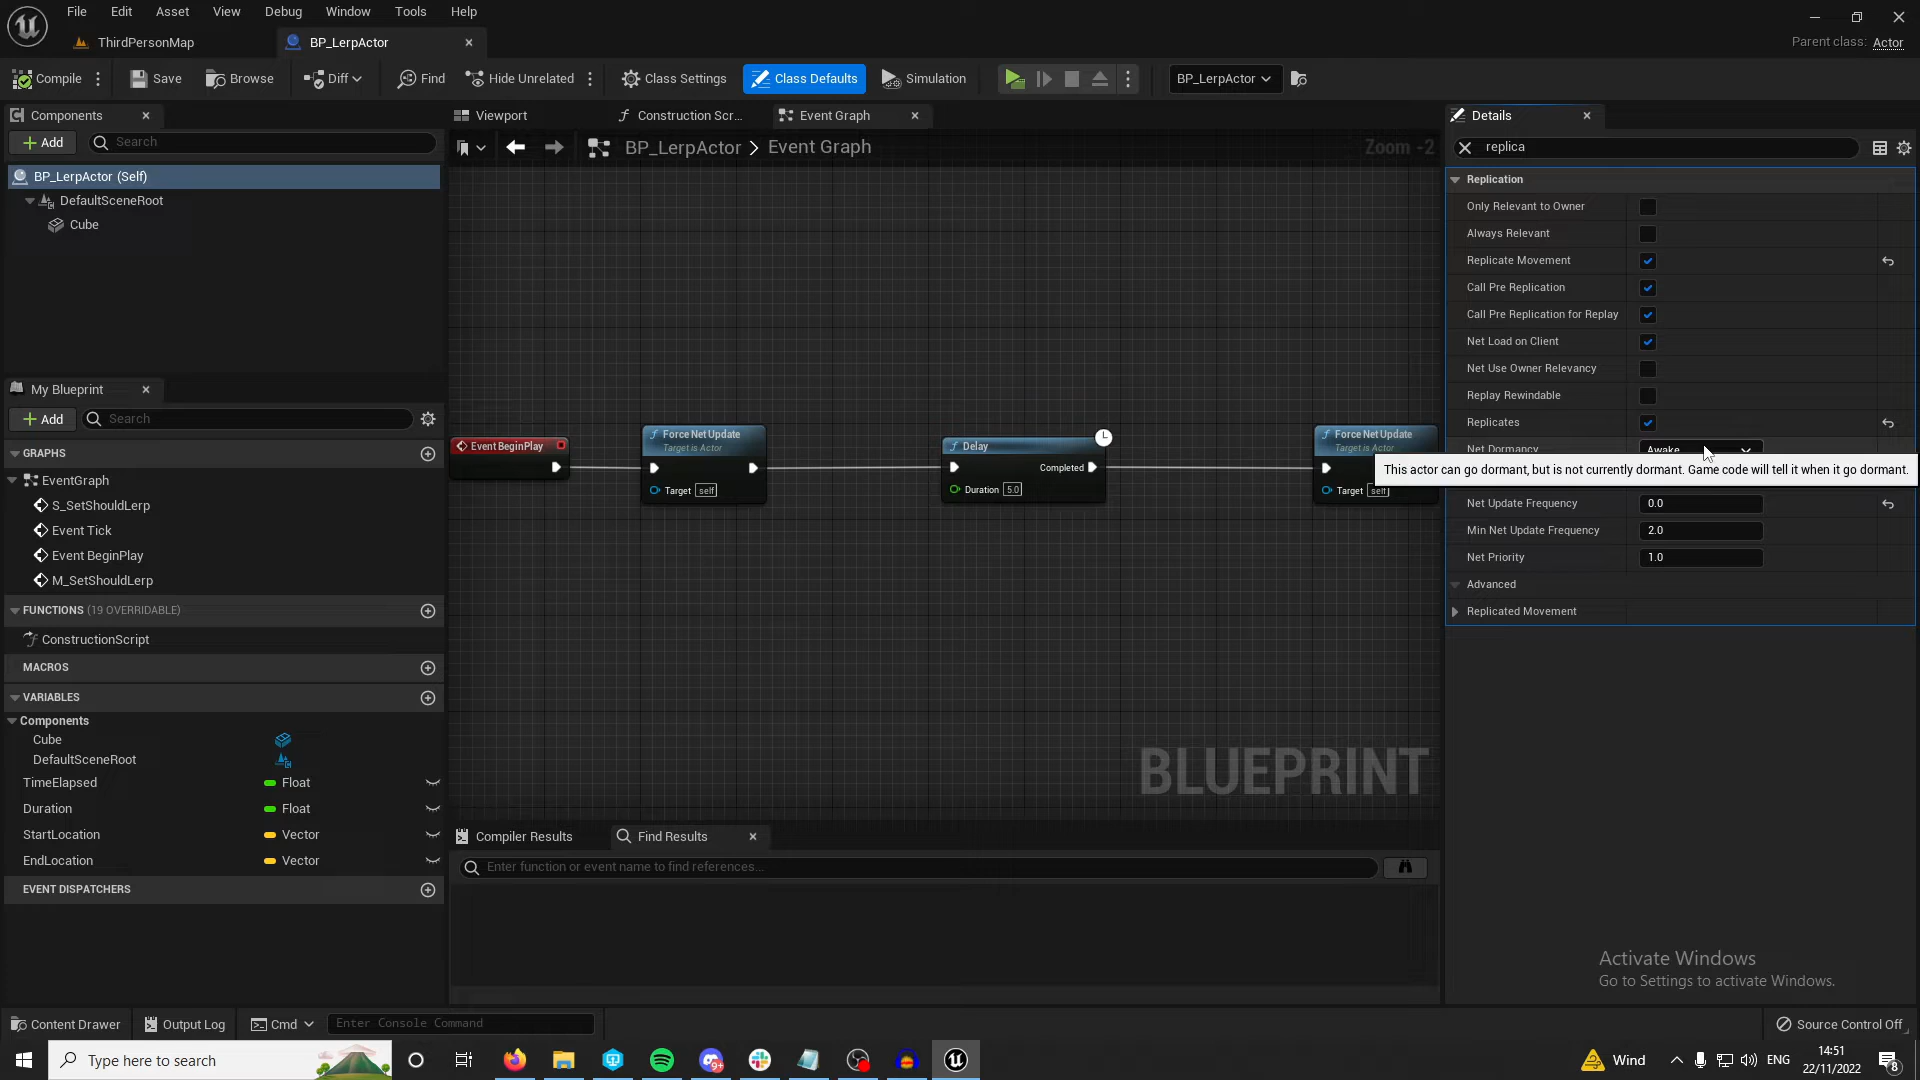 File Edit Asset View Debug Window Tools Help
ThirdPersonMap
BP_LerpActor
Parent class: Actor
Compile
Save
Browse
Diff
Find
Hide Unrelated
Class Settings
Class Defaults
Simulation
BP_LerpActor
Components
Add
Search
BP_LerpActor (Self)
DefaultSceneRoot
Cube
My Blueprint
Add
Search
GRAPHS
EventGraph
S_SetShouldLerp
Event Tick
Event BeginPlay
M_SetShouldLerp
FUNCTIONS (19 OVERRIDABLE)
ConstructionScript
MACROS
VARIABLES
Components
Cube
DefaultSceneRoot
TimeElapsed Float
Duration Float
StartLocation Vector
EndLocation Vector
EVENT DISPATCHERS
Viewport
Construction Scr...
Event Graph
BP_LerpActor > Event Graph
Zoom -2
Event BeginPlay
Force Net Update
Target is Actor
Target self
Delay
Completed
Duration 5.0
Force Net Update
Target is Actor
Target self
BLUEPRINT
Compiler Results
Find Results
Enter function or event name to find references...
Details
replica
Replication
Only Relevant to Owner
Always Relevant
Replicate Movement
Call Pre Replication
Call Pre Replication for Replay
Net Load on Client
Net Use Owner Relevancy
Replay Rewindable
Replicates
Net Dormancy Awake
This actor can go dormant, but is not currently dormant. Game code will tell it when it go dormant.
Net Update Frequency 0.0
Min Net Update Frequency 2.0
Net Priority 1.0
Advanced
Replicated Movement
Activate Windows
Go to Settings to activate Windows.
Content Drawer
Output Log
Cmd
Enter Console Command
Source Control Off
Type here to search
9+
Wind
ENG
14:51
22/11/2022
8